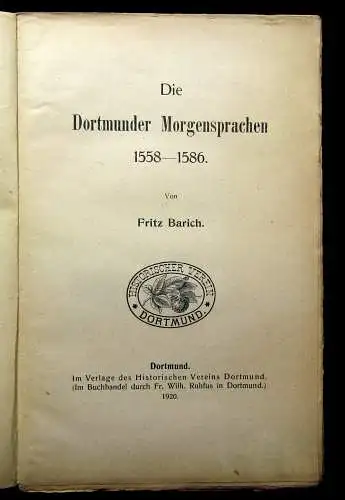 Die
Dortmunder Morgensprachen
1558—1586.
Von
Fritz Barich.
HISTORISCHER VEREIN
* DORTMUND. *
Dortmund.
Im Verlage des Historischen Vereins Dortmund.
(Im Buchhandel durch Fr. Wilh. Ruhfus in Dortmund.)
1920.